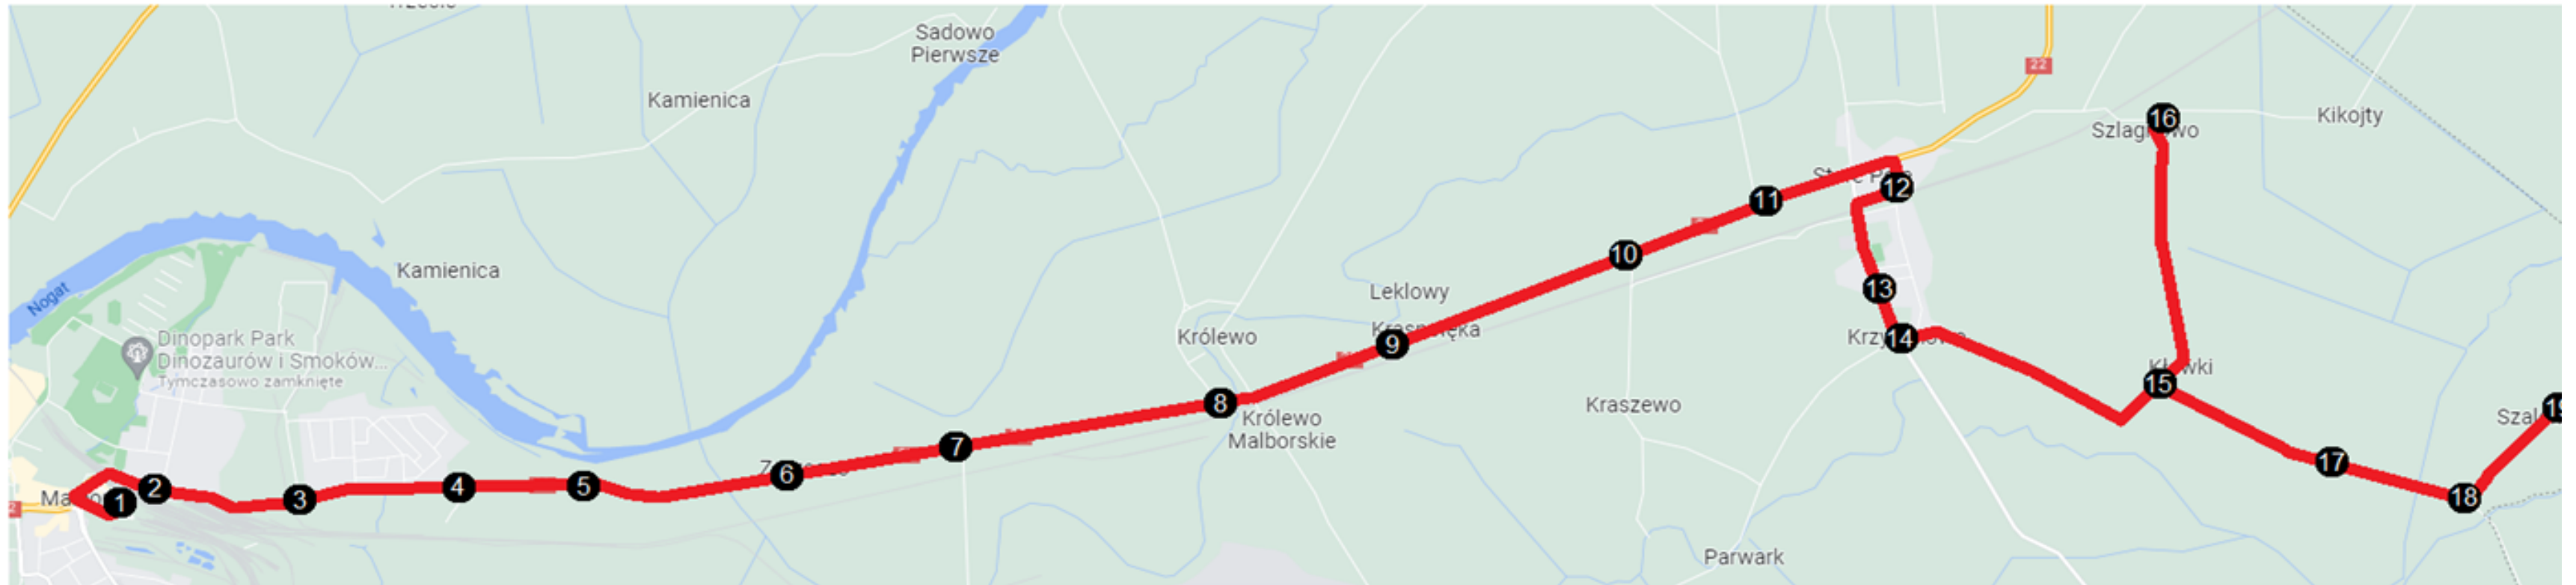 Sadowo
Pierwsze
22
Kamienica
16
Kikojty
12
11
10
Kamienica
Nogat
13
Leklowy
Dinopark Park
Dinozaurów i Smoków...
Tymczasowo zamknięte
Królewo
9
14
15
Kraszewo
8
Królewo
Malborskie
19
7
17
6
5
4
3
2
1
18
Parwark